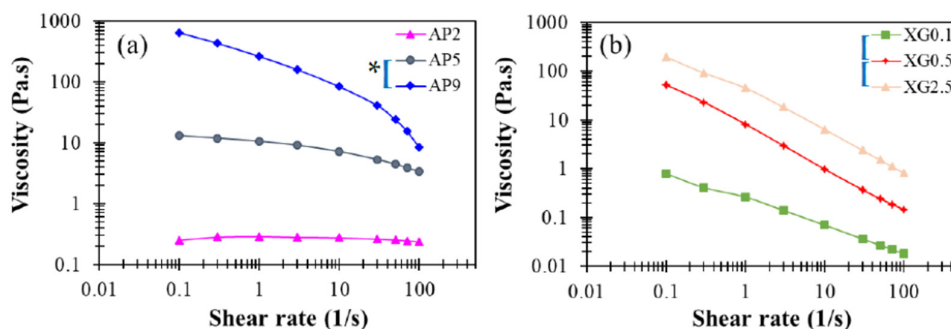 (a)
AP2
AP5
AP9
*
Viscosity (Pa.s)
1000
100
10
1
0.1
0.01 0.1 1 10 100
Shear rate (1/s)
(b)
XG0.1
XG0.5
XG2.5
Viscosity (Pa.s)
1000
100
10
1
0.1
0.01
0.01 0.1 1 10 100
Shear rate (1/s)